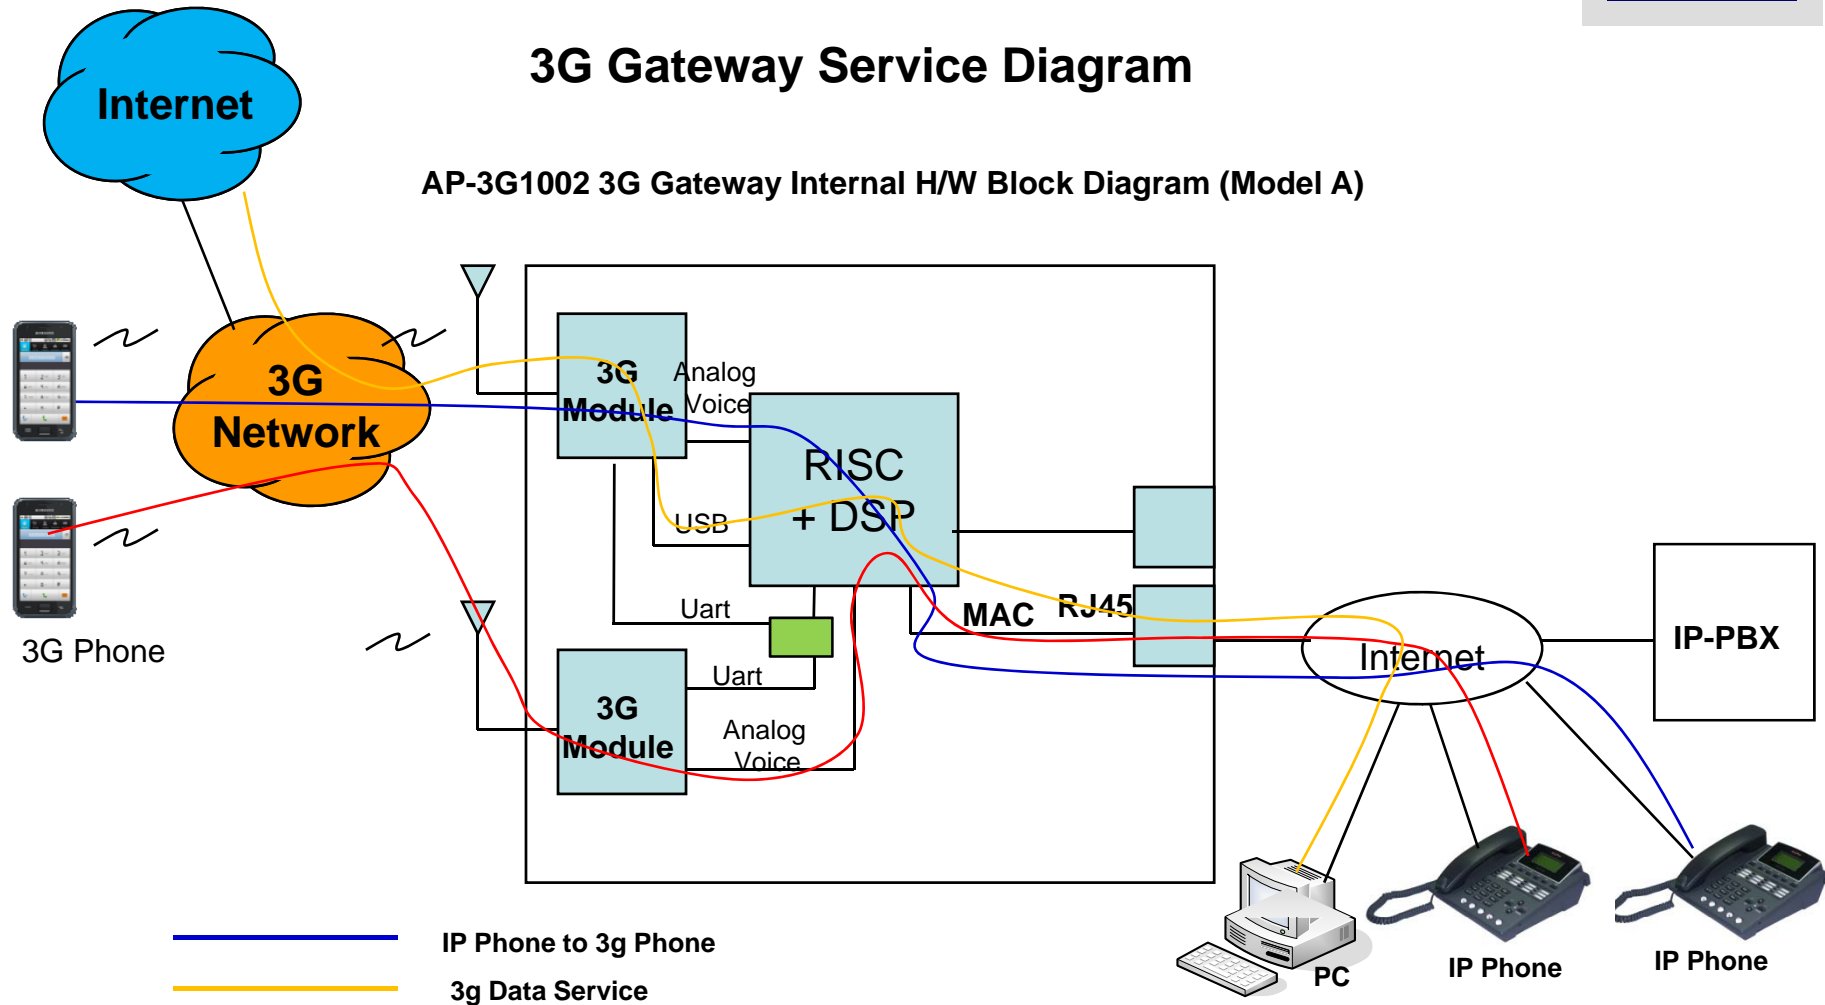 3G Gateway Service Diagram
Internet
AP-3G1002 3G Gateway Internal H/W Block Diagram (Model A)
3G
Network
3G
Module
Analog
Voice
RISC
+ DSP
USB
Uart
MAC
RJ45
3G Phone
Uart
3G
Module
Analog
Voice
Internet
IP-PBX
IP Phone to 3g Phone
3g Data Service
PC
IP Phone
IP Phone